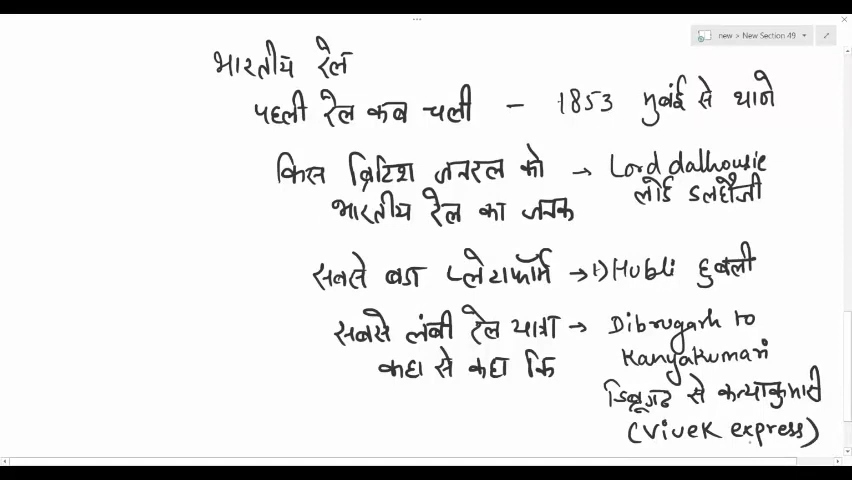 new > New Section 49
भारतीय रेल
पहली रेल कब चली - 1853 मुबंई से थाने
किस ब्रिटिश जनरल को → Lord dalhousie
भारतीय रेल का जनक लॉर्ड डलहौजी
सबसे बडा प्लेटफॉर्म → 1) Hubli हुबली
सबसे लंबी रेल यात्रा → Dibrugarh to
कहा से कहा कि Kanyakumari
डिब्रूगढ से कन्याकुमारी
(Vivek express)